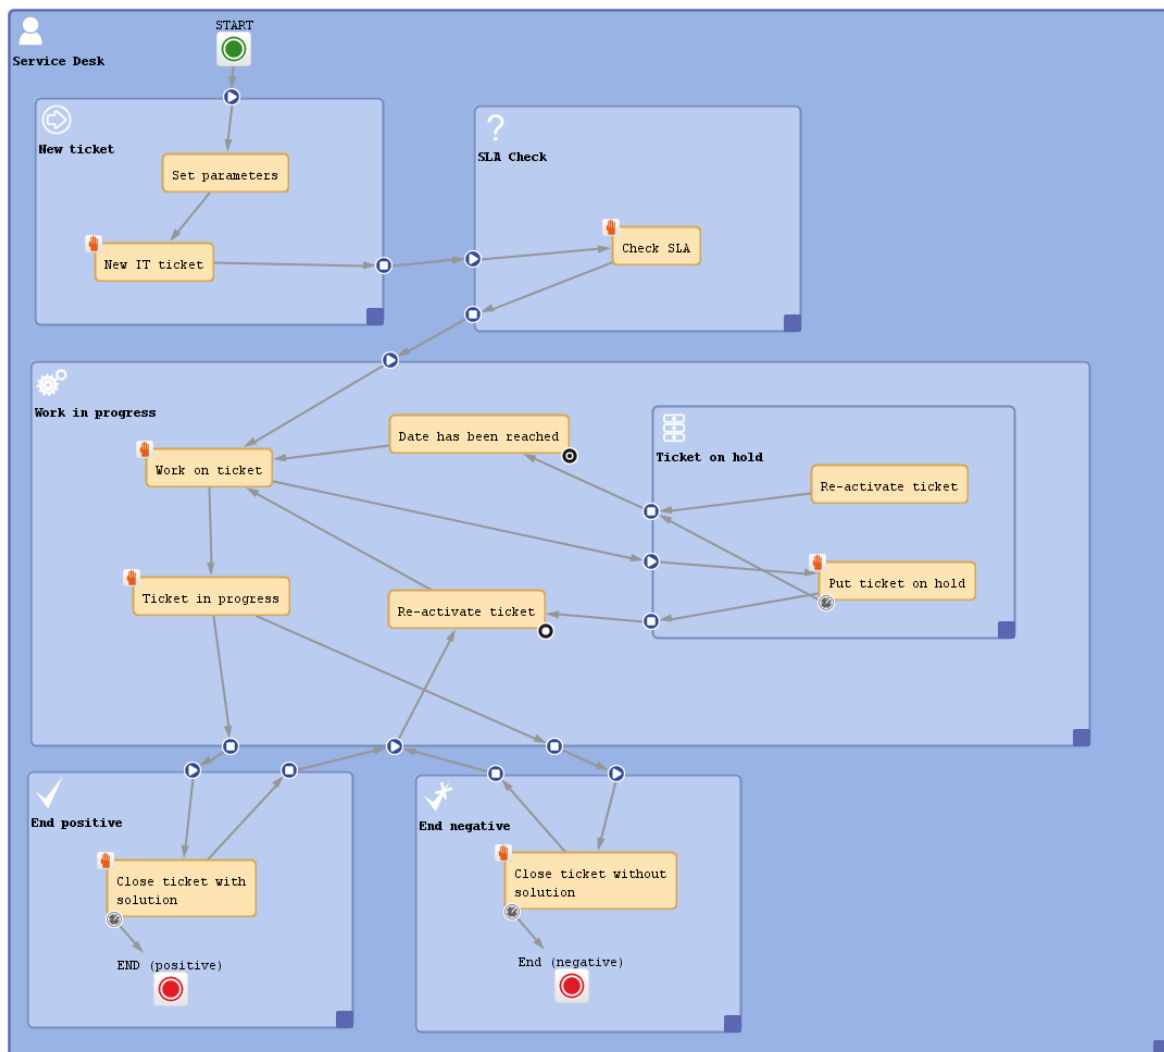 START
Service Desk
New ticket
Set parameters
New IT ticket
SLA Check
Check SLA
Work in progress
Date has been reached
Work on ticket
Ticket on hold
Re-activate ticket
Put ticket on hold
Ticket in progress
Re-activate ticket
End positive
Close ticket with
solution
END (positive)
End negative
Close ticket without
solution
End (negative)